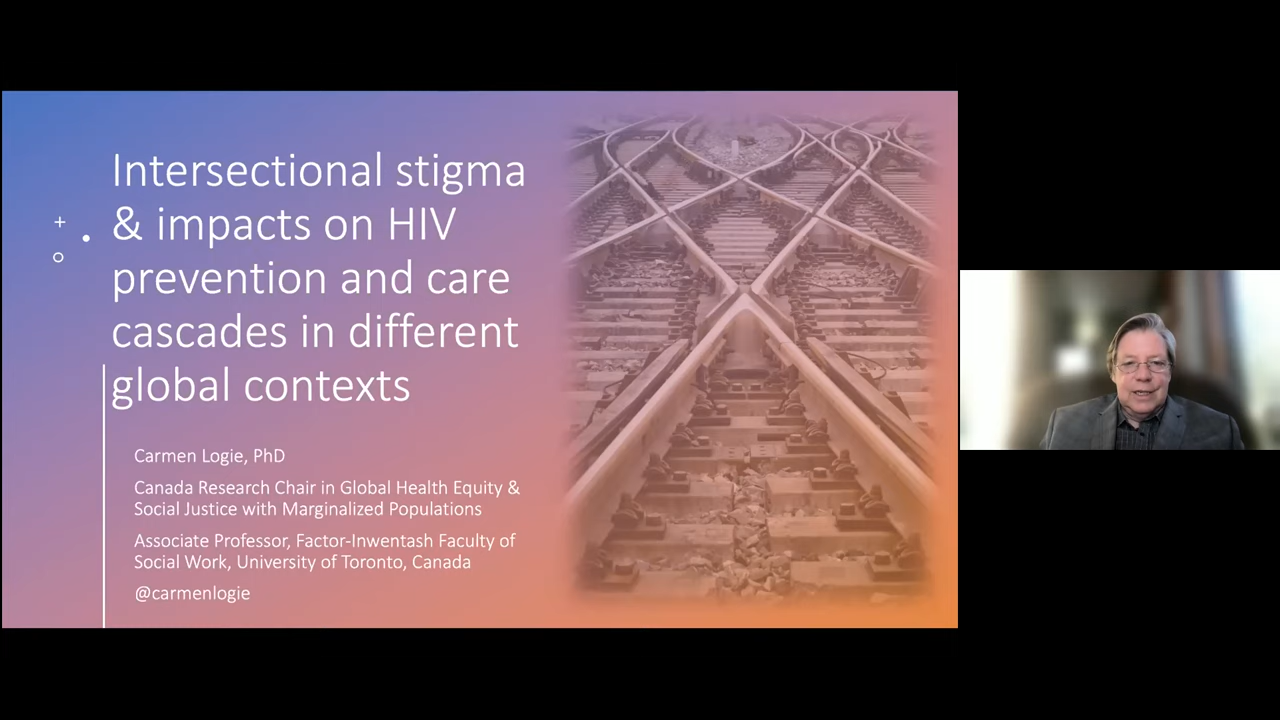 Intersectional stigma
& impacts on HIV
prevention and care
cascades in different
global contexts
Carmen Logie, PhD
Canada Research Chair in Global Health Equity &
Social Justice with Marginalized Populations
Associate Professor, Factor-Inwentash Faculty of
Social Work, University of Toronto, Canada
@carmenlogie